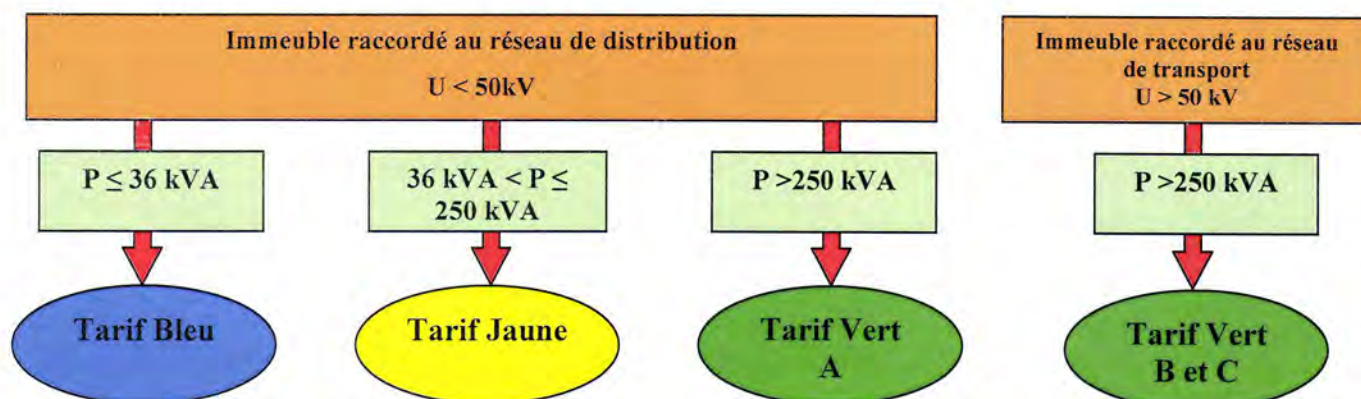 Immeuble raccordé au réseau de distribution
U < 50kV
Immeuble raccordé au réseau
de transport
U > 50 kV
P ≤ 36 kVA
36 kVA < P ≤
250 kVA
P >250 kVA
P >250 kVA
Tarif Bleu
Tarif Jaune
Tarif Vert
A
Tarif Vert
B et C